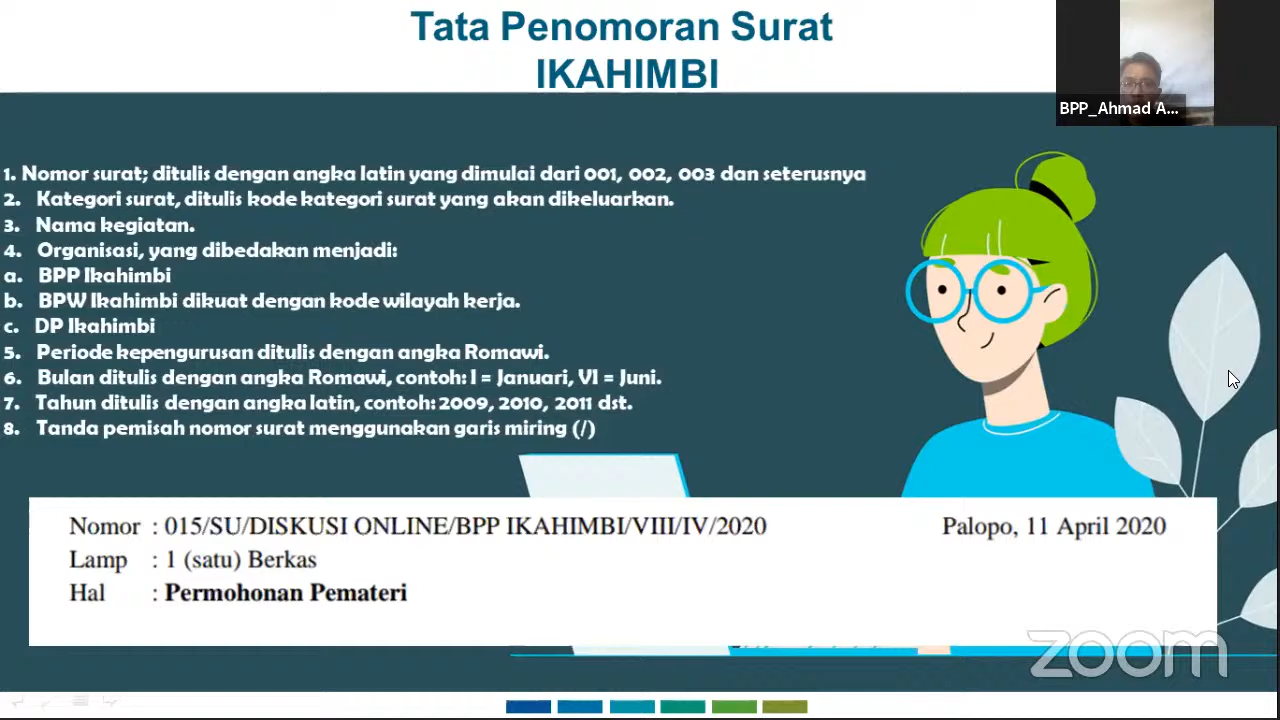 Tata Penomoran Surat
IKAHIMBI
BPP_Ahmad A...
1. Nomor surat; ditulis dengan angka latin yang dimulai dari 001, 002, 003 dan seterusnya
2. Kategori surat, ditulis kode kategori surat yang akan dikeluarkan.
3. Nama kegiatan.
4. Organisasi, yang dibedakan menjadi:
a. BPP Ikahimbi
b. BPW Ikahimbi dikuat dengan kode wilayah kerja.
c. DP Ikahimbi
5. Periode kepengurusan ditulis dengan angka Romawi.
6. Bulan ditulis dengan angka Romawi, contoh: I = Januari, VI = Juni.
7. Tahun ditulis dengan angka latin, contoh: 2009, 2010, 2011 dst.
8. Tanda pemisah nomor surat menggunakan garis miring (/)
Nomor : 015/SU/DISKUSI ONLINE/BPP IKAHIMBI/VIII/IV/2020 Palopo, 11 April 2020
Lamp : 1 (satu) Berkas
Hal : Permohonan Pemateri
zoom